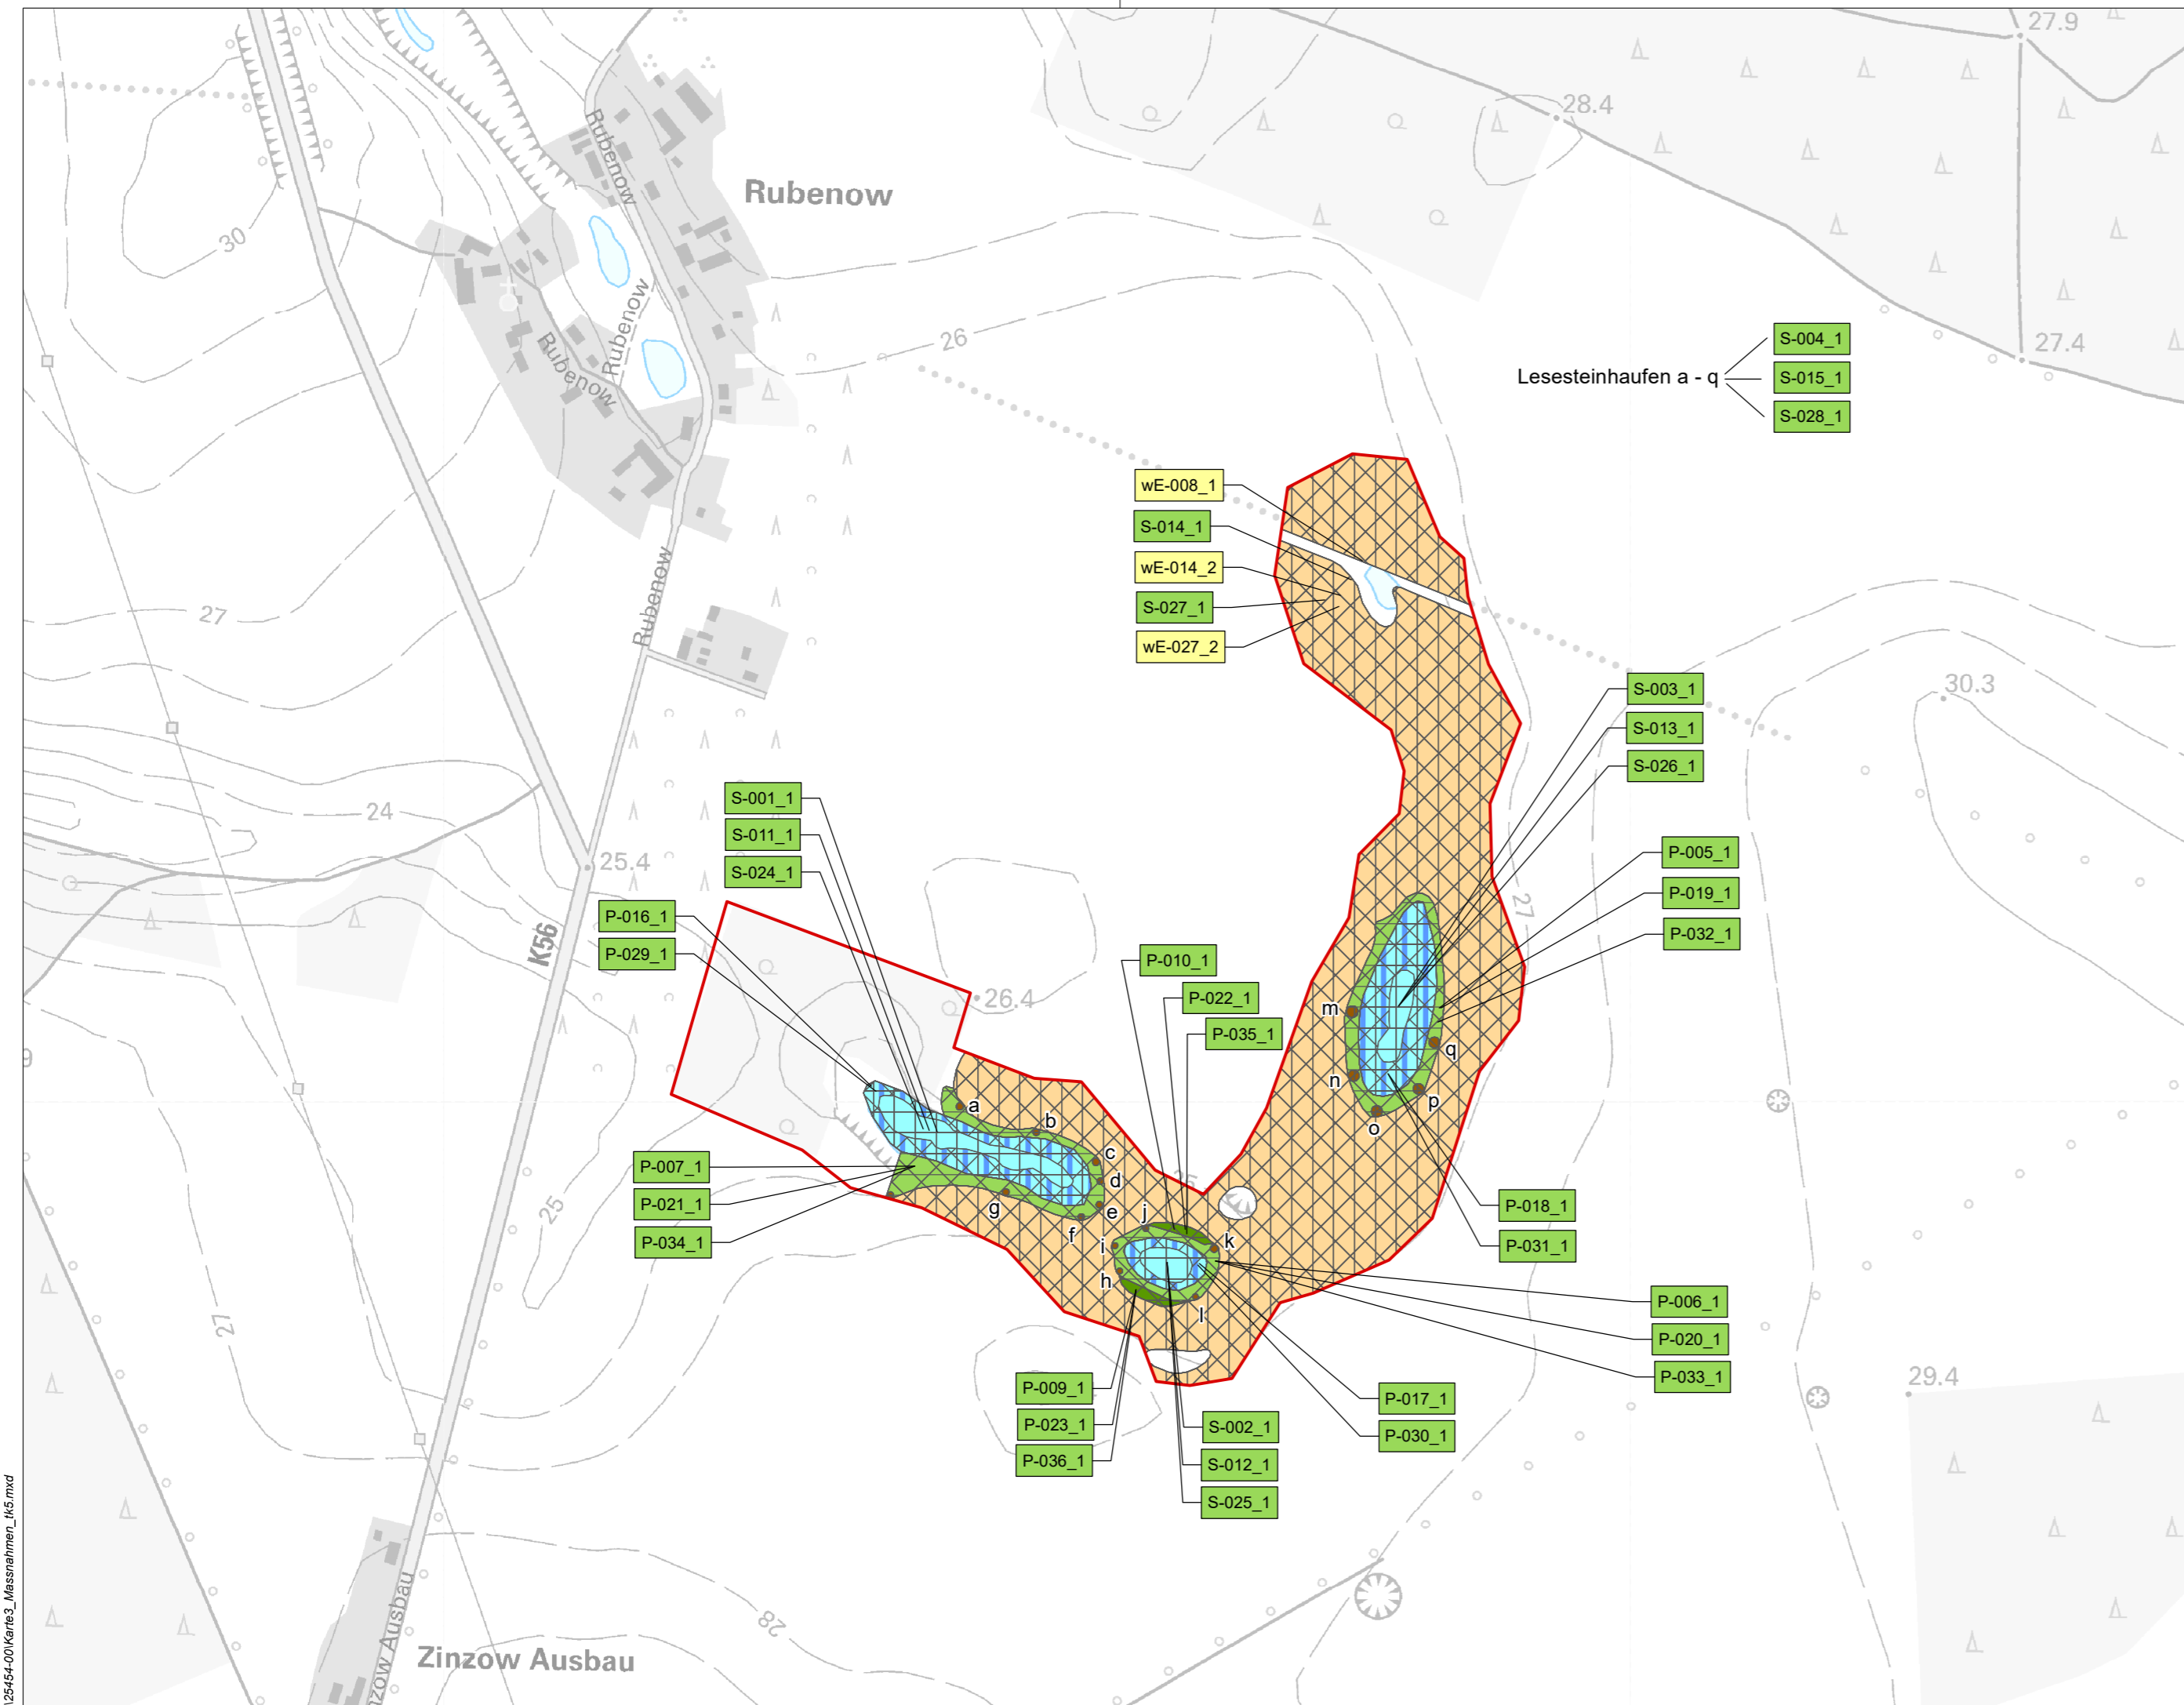 27.9
28.4
Rubenow
Rubenow
30
Rubenow
Rubenow
26
27.4
S-004_1
Lesesteinhaufen a - q
S-015_1
S-028_1
wE-008_1
S-014_1
wE-014_2
S-027_1
wE-027_2
27
Rubenow
30.3
S-003_1
S-013_1
S-026_1
S-001_1
S-011_1
S-024_1
24
25.4
P-005_1
P-019_1
P-032_1
27
P-016_1
P-029_1
K56
P-010_1
P-022_1
P-035_1
26.4
m
q
n
p
o
9
a
b
c
d
e
f
g
P-007_1
P-021_1
P-034_1
25
25
j
i
k
h
l
P-018_1
P-031_1
P-006_1
P-020_1
P-033_1
27
29.4
P-009_1
P-023_1
P-036_1
P-017_1
P-030_1
S-002_1
S-012_1
S-025_1
28
Zinzow Ausbau
nzow Ausbau
\25454-00\Karte3_Massnahmen_tk5.mxd